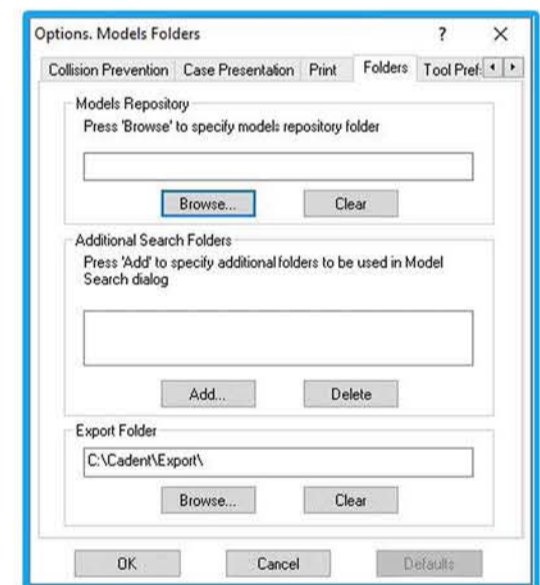 Options. Models Folders ? X
Collision Prevention Case Presentation Print Folders Tool Pref
Models Repository
Press 'Browse' to specify models repository folder
Browse... Clear
Additional Search Folders
Press 'Add' to specify additional folders to be used in Model
Search dialog
Add... Delete
Export Folder
C:\Cadent\Export\
Browse... Clear
OK Cancel Defaults